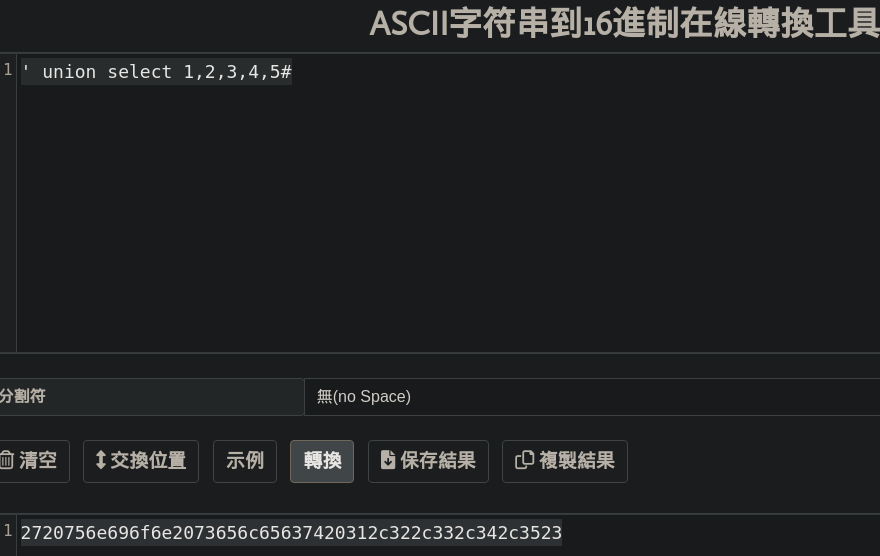 ASCII字符串到16進制在線轉換工具
1 ' union select 1,2,3,4,5#
分割符 無(no Space)
清空 交換位置 示例 轉換 保存結果 複製結果
1 2720756e696f6e2073656c65637420312c322c332c342c3523